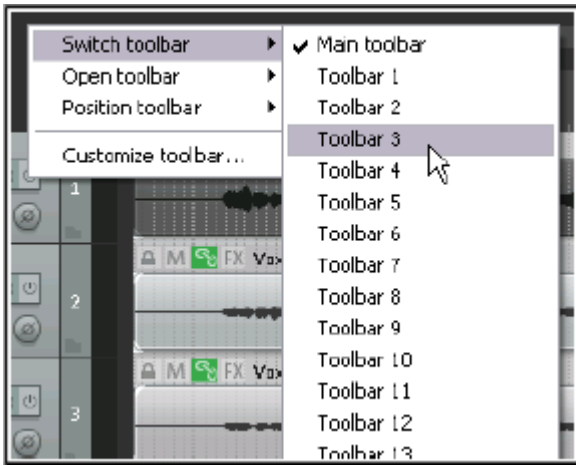 Switch toolbar
Open toolbar
Position toolbar
Customize toolbar...
Main toolbar
Toolbar 1
Toolbar 2
Toolbar 3
Toolbar 4
Toolbar 5
Toolbar 6
Toolbar 7
Toolbar 8
Toolbar 9
Toolbar 10
Toolbar 11
Toolbar 12
Toolbar 13
1
M FX Vox
2
M FX Vox
3